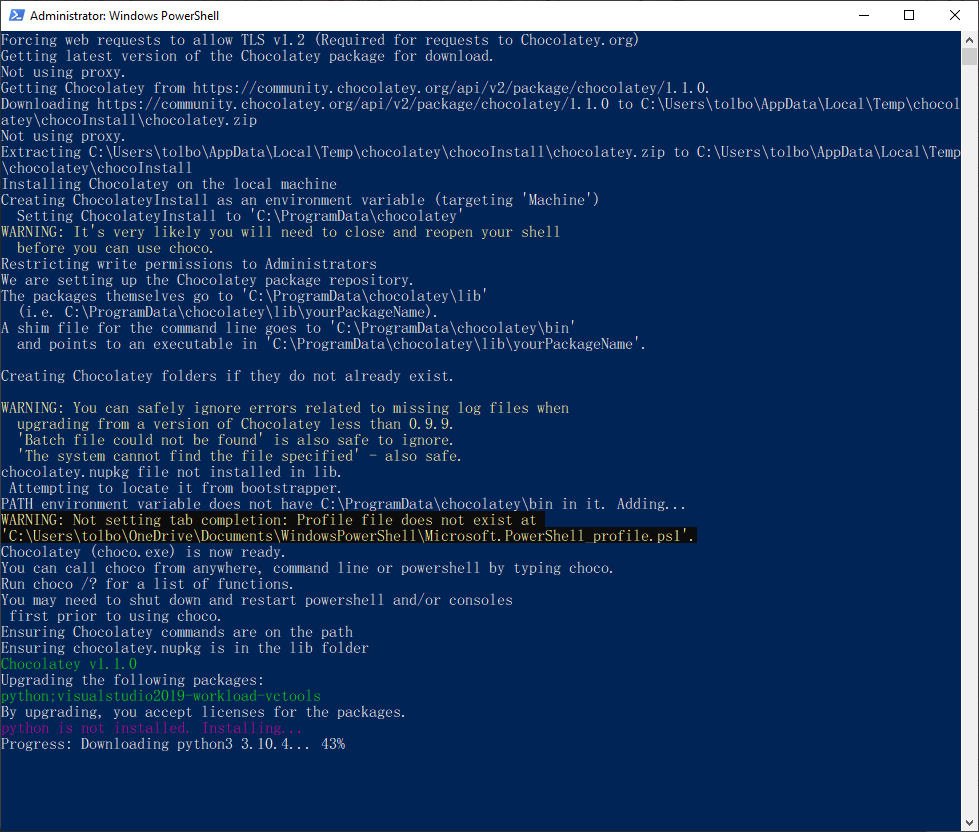 Administrator: Windows PowerShell
Forcing web requests to allow TLS v1.2 (Required for requests to Chocolatey.org)
Getting latest version of the Chocolatey package for download.
Not using proxy.
Getting Chocolatey from https://community.chocolatey.org/api/v2/package/chocolatey/1.1.0.
Downloading https://community.chocolatey.org/api/v2/package/chocolatey/1.1.0 to C:\Users\tolbo\AppData\Local\Temp\chocol
atey\chocoInstall\chocolatey.zip
Not using proxy.
Extracting C:\Users\tolbo\AppData\Local\Temp\chocolatey\chocoInstall\chocolatey.zip to C:\Users\tolbo\AppData\Local\Temp
\chocolatey\chocoInstall
Installing Chocolatey on the local machine
Creating ChocolateyInstall as an environment variable (targeting 'Machine')
  Setting ChocolateyInstall to 'C:\ProgramData\chocolatey'
WARNING: It's very likely you will need to close and reopen your shell
  before you can use choco.
Restricting write permissions to Administrators
We are setting up the Chocolatey package repository.
The packages themselves go to 'C:\ProgramData\chocolatey\lib'
  (i.e. C:\ProgramData\chocolatey\lib\yourPackageName).
A shim file for the command line goes to 'C:\ProgramData\chocolatey\bin'
  and points to an executable in 'C:\ProgramData\chocolatey\lib\yourPackageName'.
Creating Chocolatey folders if they do not already exist.
WARNING: You can safely ignore errors related to missing log files when
  upgrading from a version of Chocolatey less than 0.9.9.
  'Batch file could not be found' is also safe to ignore.
  'The system cannot find the file specified' - also safe.
chocolatey.nupkg file not installed in lib.
 Attempting to locate it from bootstrapper.
PATH environment variable does not have C:\ProgramData\chocolatey\bin in it. Adding...
WARNING: Not setting tab completion: Profile file does not exist at
'C:\Users\tolbo\OneDrive\Documents\WindowsPowerShell\Microsoft.PowerShell_profile.ps1'.
Chocolatey (choco.exe) is now ready.
You can call choco from anywhere, command line or powershell by typing choco.
Run choco /? for a list of functions.
You may need to shut down and restart powershell and/or consoles
 first prior to using choco.
Ensuring Chocolatey commands are on the path
Ensuring chocolatey.nupkg is in the lib folder
Chocolatey v1.1.0
Upgrading the following packages:
python;visualstudio2019-workload-vctools
By upgrading, you accept licenses for the packages.
python is not installed. Installing...
Progress: Downloading python3 3.10.4... 43%